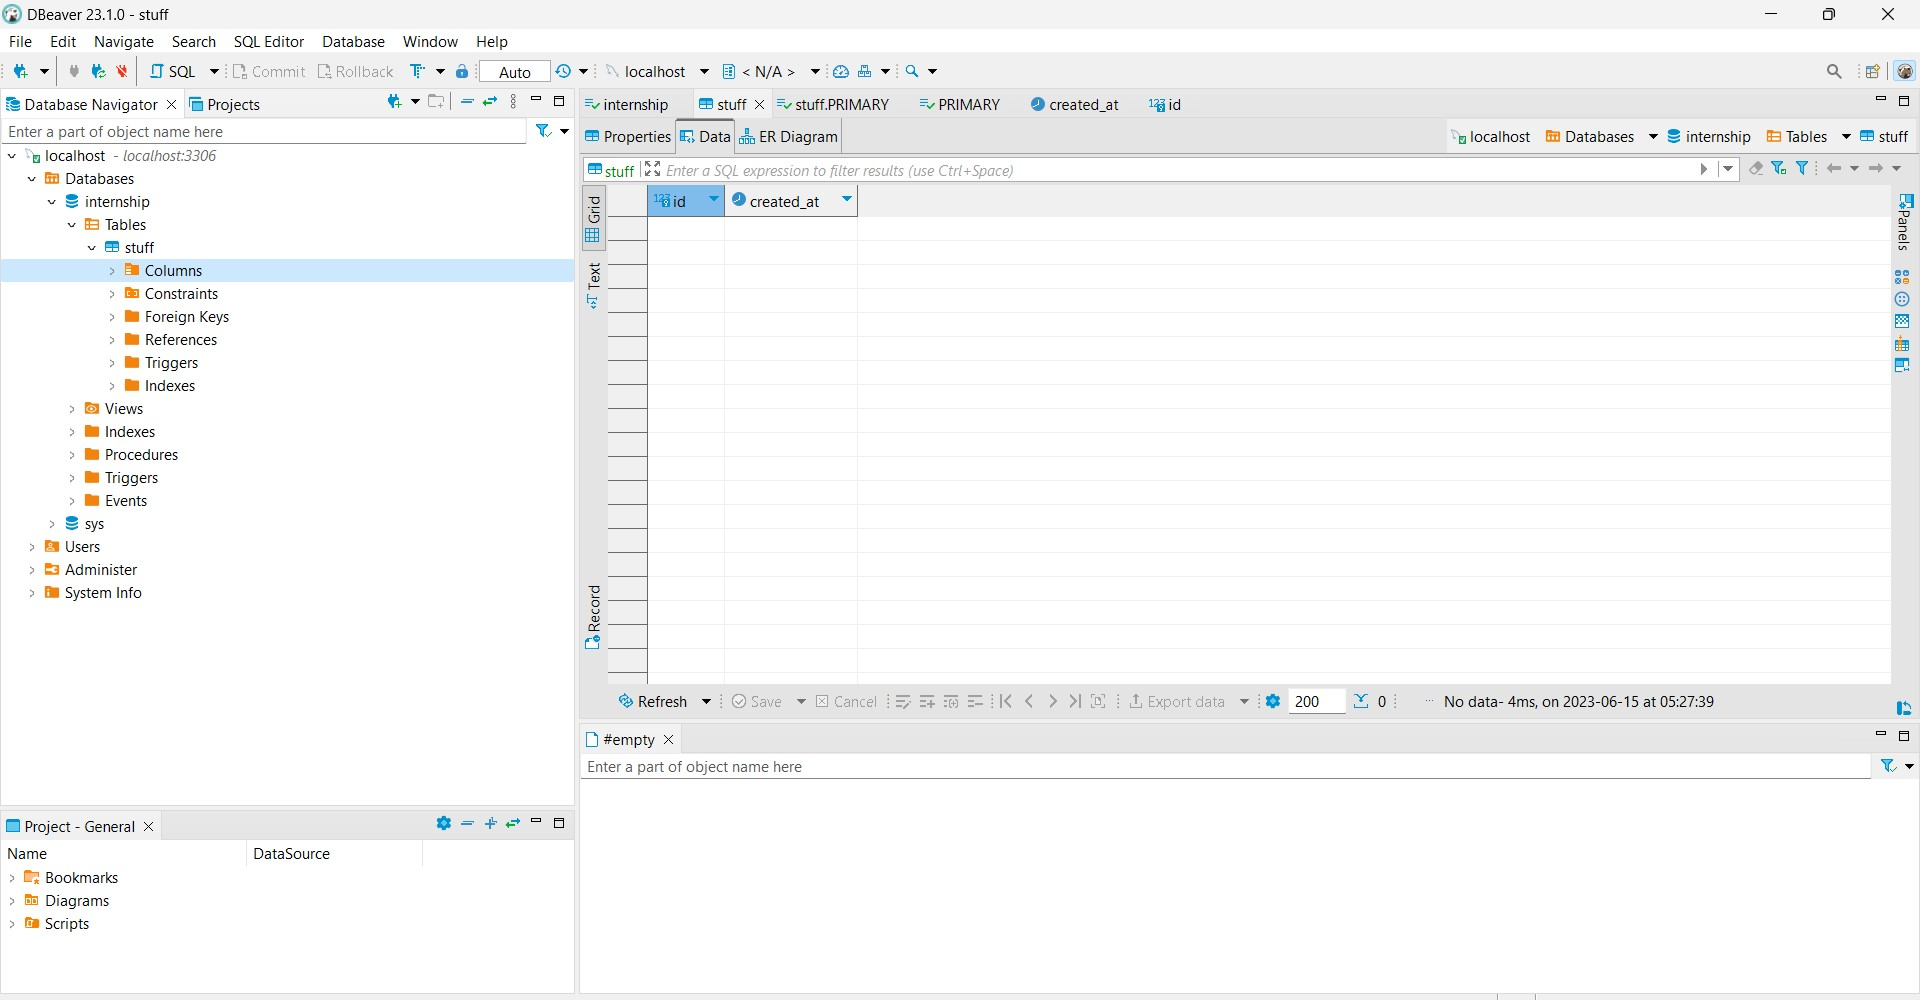 DBeaver 23.1.0 - stuff
File Edit Navigate Search SQL Editor Database Window Help
SQL Commit Rollback Auto localhost < N/A >
Database Navigator Projects
Enter a part of object name here
localhost - localhost:3306
Databases
internship
Tables
stuff
Columns
Constraints
Foreign Keys
References
Triggers
Indexes
Views
Indexes
Procedures
Triggers
Events
sys
Users
Administer
System Info
Project - General
Name DataSource
Bookmarks
Diagrams
Scripts
internship stuff stuff.PRIMARY PRIMARY created_at 123 id
Properties Data ER Diagram
localhost Databases internship Tables stuff
stuff Enter a SQL expression to filter results (use Ctrl+Space)
Grid
Text
Record
123 id created_at
Panels
Refresh Save Cancel Export data 200 0 No data- 4ms, on 2023-06-15 at 05:27:39
#empty
Enter a part of object name here